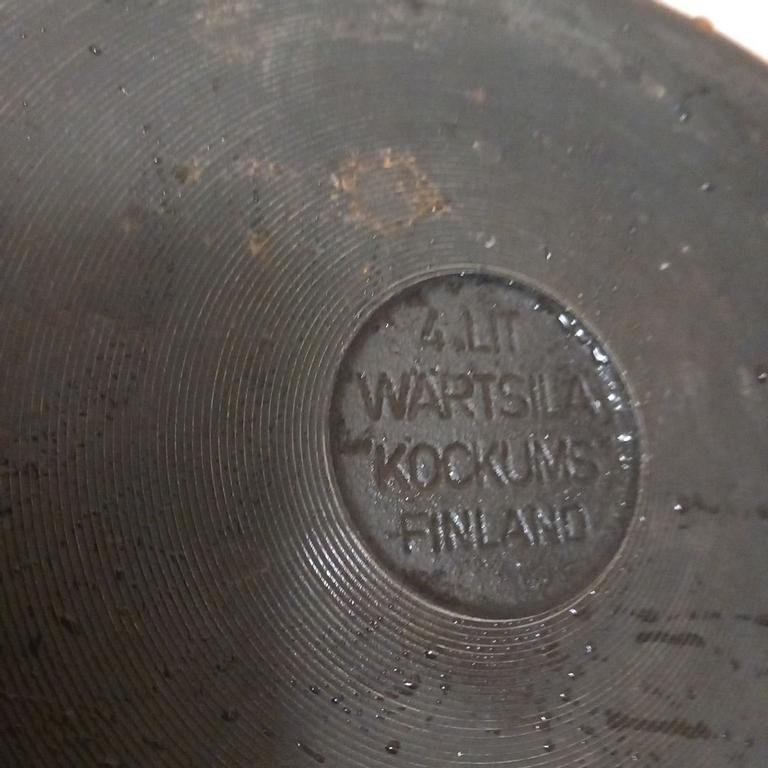 4 LIT
WÄRTSILÄ
"KOCKUMS"
FINLAND